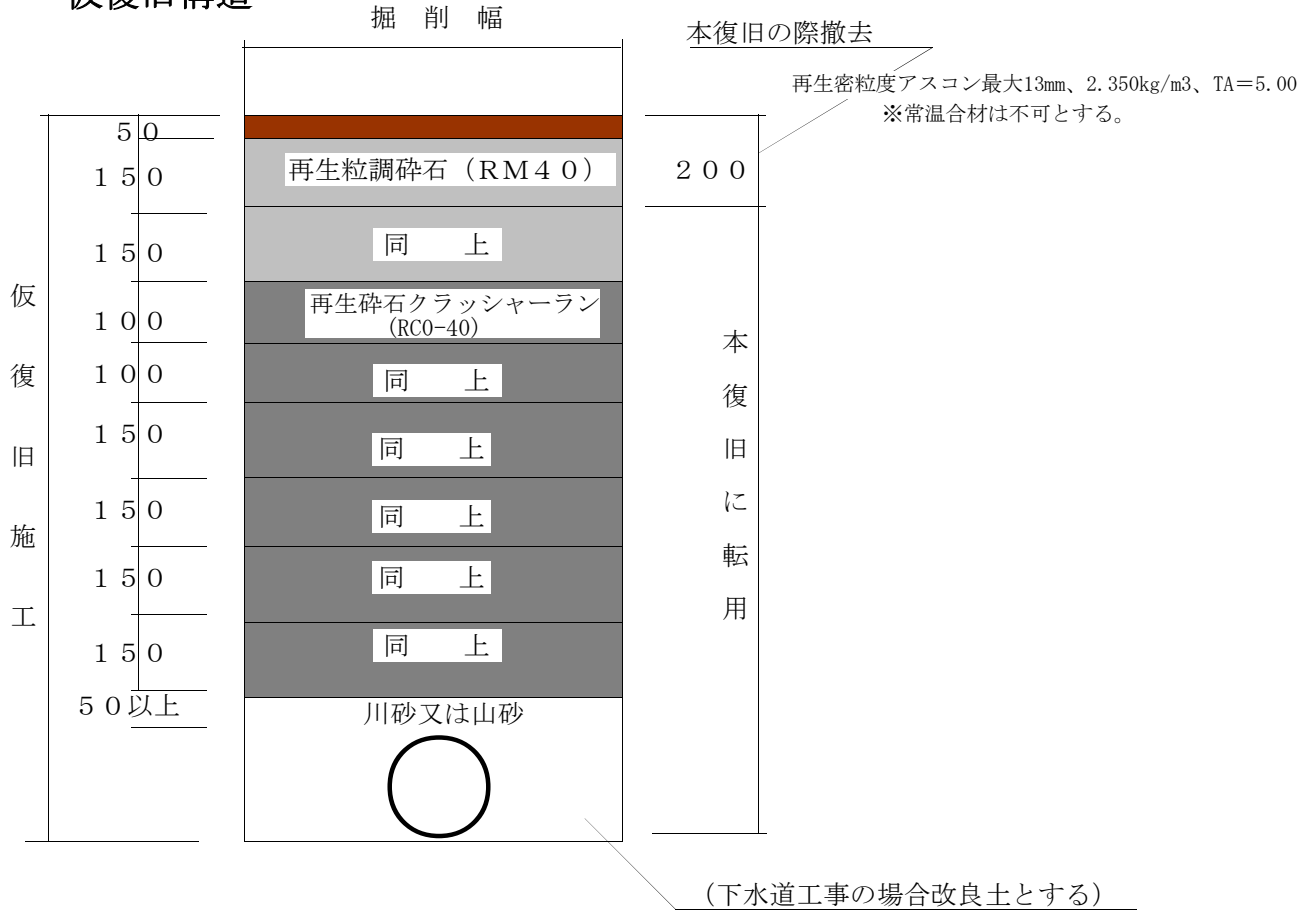 仮復旧構造
掘 削 幅
本復旧の際撤去
再生密粒度アスコン最大13mm、2.350kg/m3、TA＝5.00
※常温合材は不可とする。
５０
１５０
再生粒調砕石（ＲＭ４０）
２００
１５０
同　　上
１００
再生砕石クラッシャーラン
(RC0-40)
１００
同　　上
１５０
同　　上
１５０
同　　上
１５０
同　　上
１５０
同　　上
５０以上
川砂又は山砂
仮復旧施工
本復旧に転用
（下水道工事の場合改良土とする）